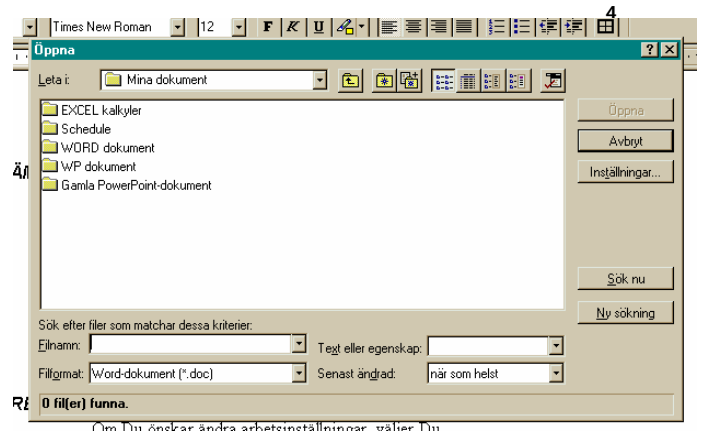 4
Times New Roman 12 F K U
Öppna
Leta i: Mina dokument
EXCEL kalkyler
Schedule
WORD dokument
WP dokument
Gamla PowerPoint-dokument
Öppna
Avbryt
Inställningar...
Sök nu
Ny sökning
Sök efter filer som matchar dessa kriterier:
Filnamn: Text eller egenskap:
Filformat: Word-dokument (*.doc) Senast ändrad: när som helst
0 fil(er) funna.
Om Du önskar ändra arbetsinställningar, väljer Du